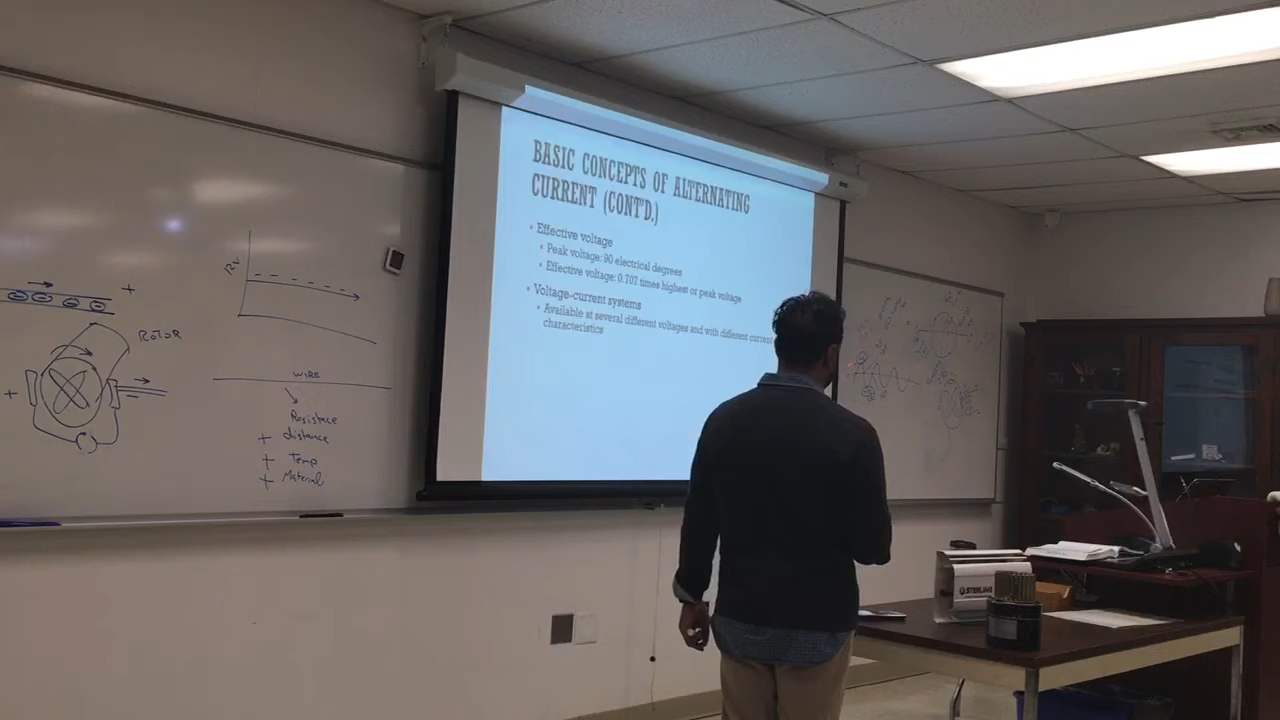 BASIC CONCEPTS OF ALTERNATING
CURRENT (CONT'D.)
• Effective voltage
• Peak voltage: 90 electrical degrees
• Effective voltage: 0.707 times highest or peak voltage
• Voltage-current systems
• Available at several different voltages and with different current
characteristics
+
ROTOR
+
WIRE
Resistace
+ distance
+ Temp
+ Material